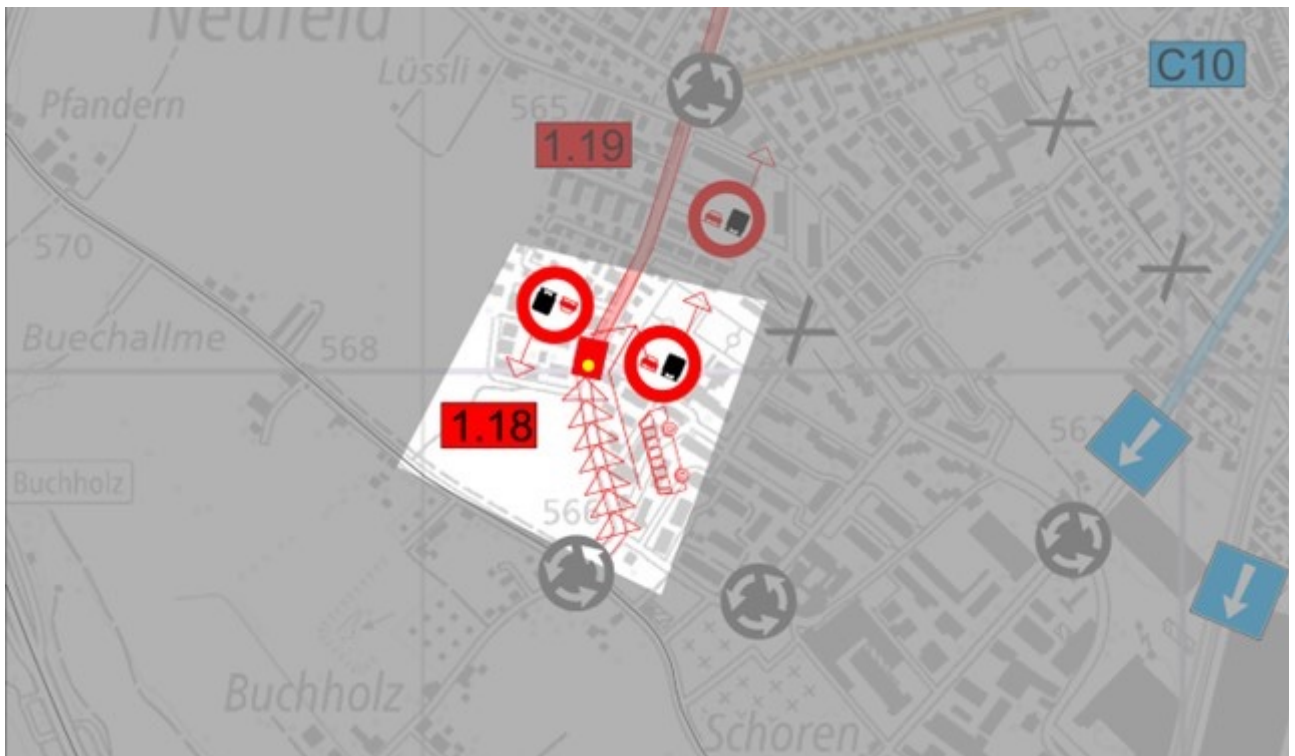 Neufeld
C10
Lüssli
Pfandern
565
1.19
570
Buechallme
568
1.18
Buchholz
566
Buchholz
Schoren